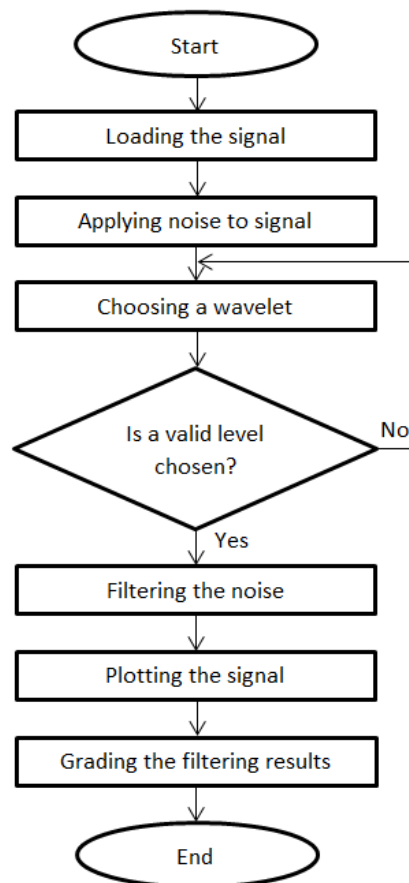 Start
Loading the signal
Applying noise to signal
Choosing a wavelet
Is a valid level
chosen?
No
Yes
Filtering the noise
Plotting the signal
Grading the filtering results
End